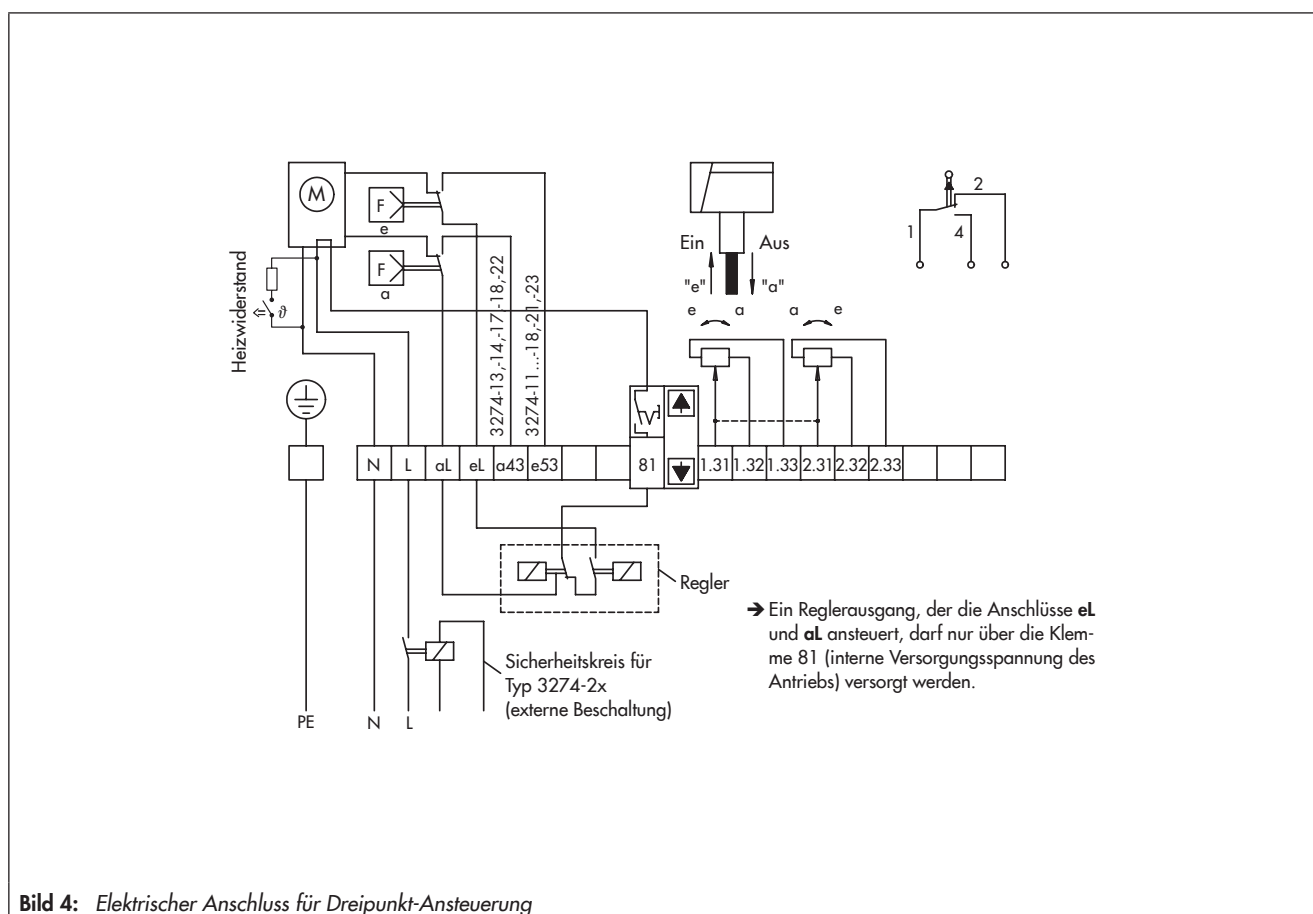 M
F
e
F
a
Heizwiderstand
ϑ
3274-13,-14,-17,-18,-22
3274-11...-18,-21,-23
Ein
Aus
"e"
"a"
e
a
a
e
1
2
4
N
L
aL
eL
a43
e53
81
1.31
1.32
1.33
2.31
2.32
2.33
Regler
Sicherheitskreis für
Typ 3274-2x
(externe Beschaltung)
PE
N
L
➔ Ein Reglerausgang, der die Anschlüsse eL
und aL ansteuert, darf nur über die Klem-
me 81 (interne Versorgungsspannung des
Antriebs) versorgt werden.
Bild 4: Elektrischer Anschluss für Dreipunkt-Ansteuerung